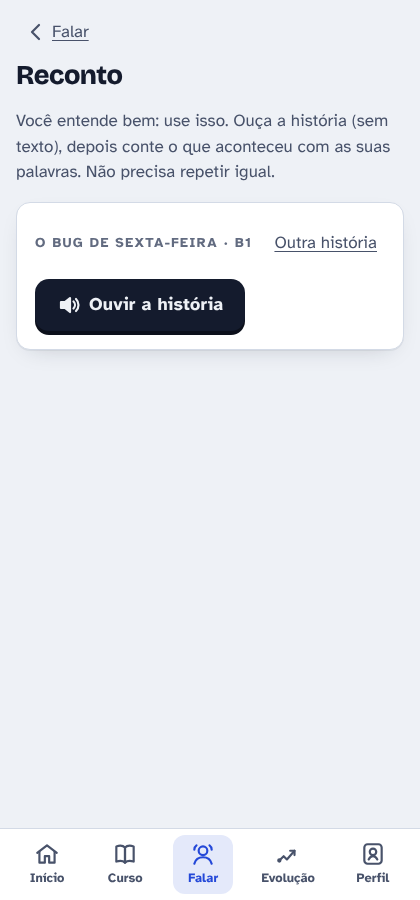 Falar
Reconto
Você entende bem: use isso. Ouça a história (sem
texto), depois conte o que aconteceu com as suas
palavras. Não precisa repetir igual.
O BUG DE SEXTA-FEIRA · B1
Outra história
Ouvir a história
Início
Curso
Falar
Evolução
Perfil